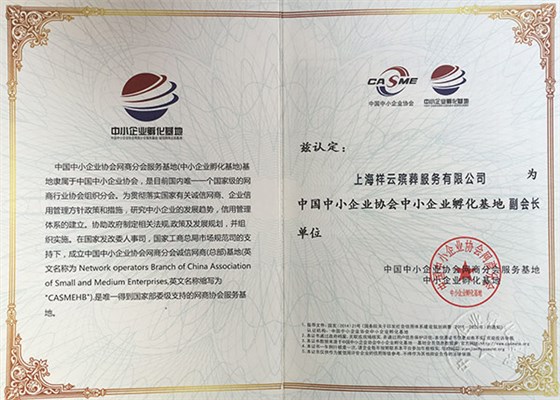 中小企业孵化基地
中国中小企业协会网商分会服务基地(中小企业孵化基地)基
地隶属于中国中小企业协会，是目前国内唯一一个国家级的网
商行业协会组织分会。为贯彻落实国家有关诚信网商、企业信
用管理方针政策和措施，研究中小企业的发展趋势，信用管理
体系的建立。协助政府制定相关法规,政策及发展规划，并组
织实施。在国家发改委人事司，国家工商总局市场规范司的支
持下，成立中国中小企业协会网商分会诚信网商(总部)基地(英
文名称为 Network operators Branch of China Association
of Small and Medium Enterprises,英文名称缩写为
"CASMEHB").是唯一得到国家部委级支持的网商协会服务基
地。
CASME
中国中小企业协会
中小企业孵化基地
兹认定：
上海祥云殡葬服务有限公司 为
中国中小企业协会中小企业孵化基地 副会长
单位
中国中小企业协会网商分会服务基地
中小企业孵化基地